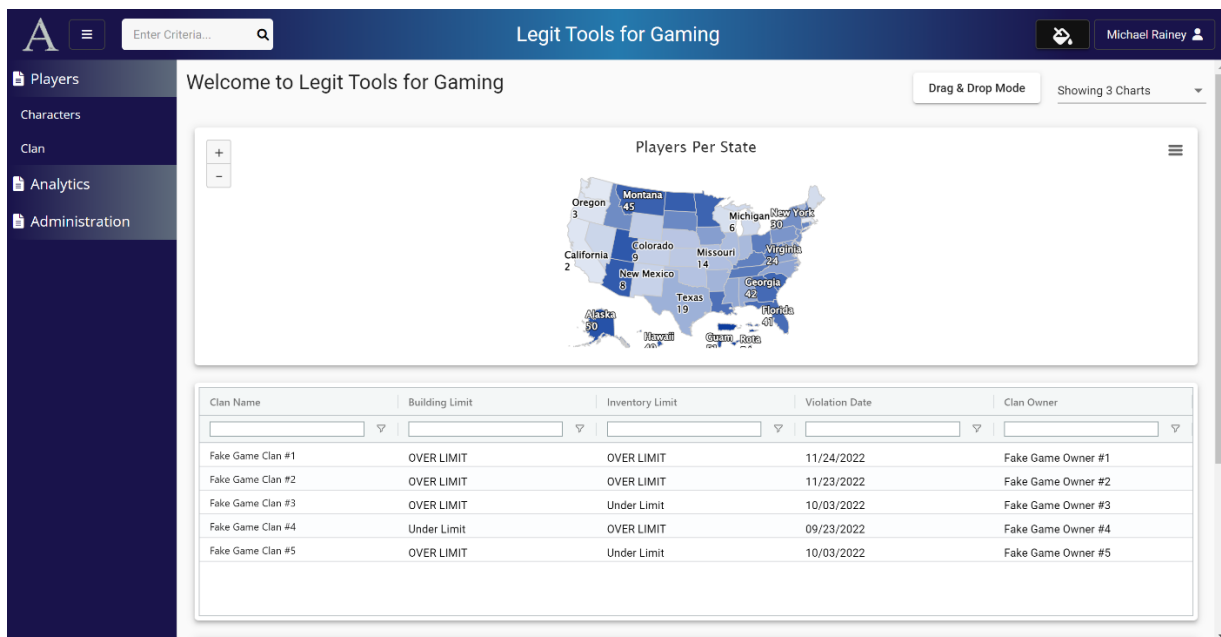 A
Enter Criteria...
Legit Tools for Gaming
Michael Rainey
Players
Characters
Clan
Analytics
Administration
Welcome to Legit Tools for Gaming
Drag & Drop Mode
Showing 3 Charts
+
−
Players Per State
Oregon
3
Montana
45
Michigan
6
New York
30
California
2
Colorado
9
Missouri
14
Virginia
24
New Mexico
8
Georgia
42
Texas
19
Florida
41
Alaska
50
Hawaii
Guam
Rota
Clan Name Building Limit Inventory Limit Violation Date Clan Owner
Fake Game Clan #1 OVER LIMIT OVER LIMIT 11/24/2022 Fake Game Owner #1
Fake Game Clan #2 OVER LIMIT OVER LIMIT 11/23/2022 Fake Game Owner #2
Fake Game Clan #3 OVER LIMIT Under Limit 10/03/2022 Fake Game Owner #3
Fake Game Clan #4 Under Limit OVER LIMIT 09/23/2022 Fake Game Owner #4
Fake Game Clan #5 OVER LIMIT Under Limit 10/03/2022 Fake Game Owner #5